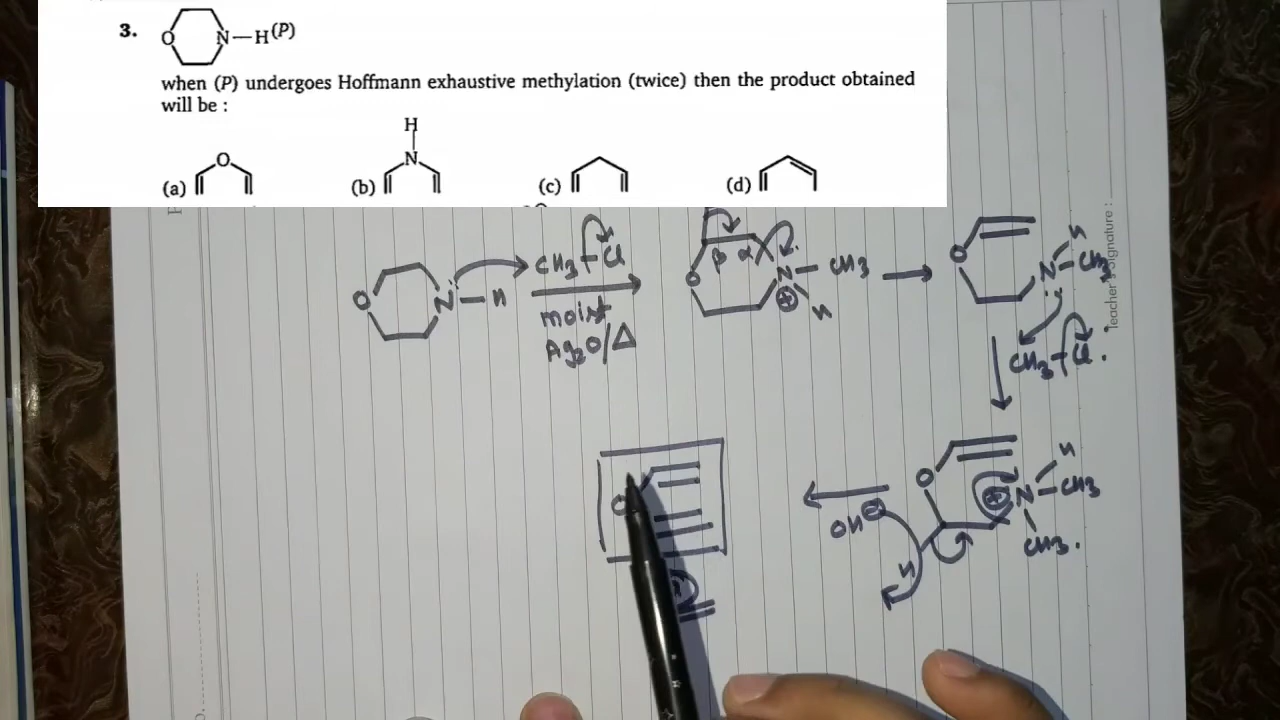 3. O N—H(P)
when (P) undergoes Hoffmann exhaustive methylation (twice) then the product obtained
will be :
(a) O (b) H N (c) (d)
O N—H CH3—Cl
moist
Ag2O/Δ
β α
O N—CH3
⊕ H
O N H CH3
CH3—Cl.
O ⊕ N H CH3
CH3.
H
OH⊖
O
Teacher's Signature :